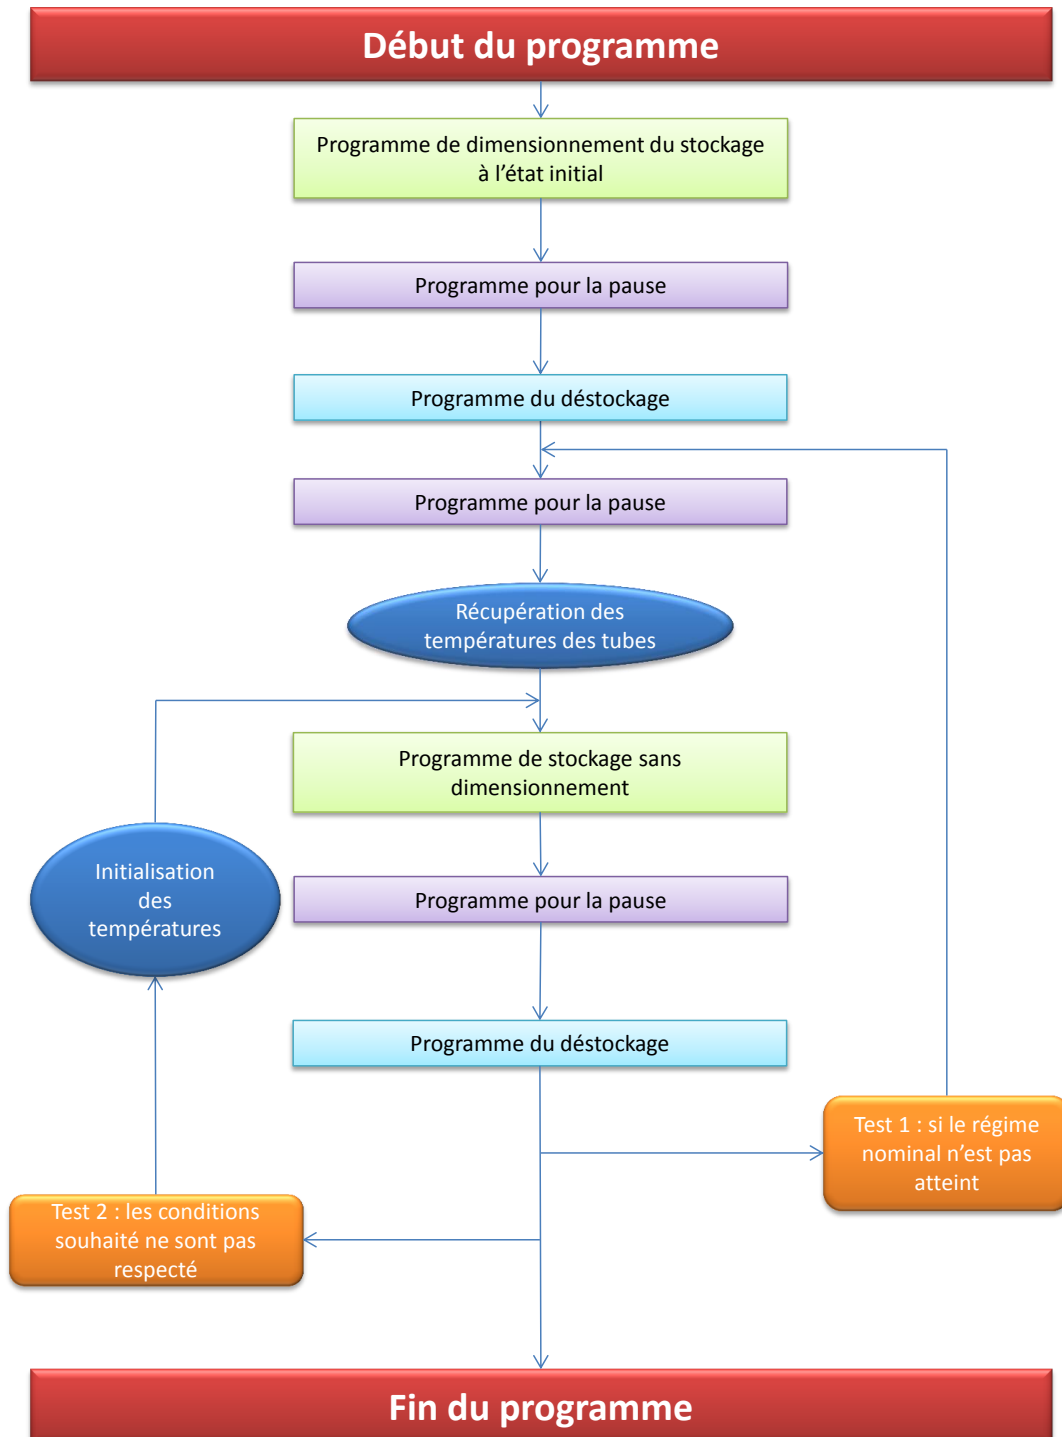 Début du programme
Programme de dimensionnement du stockage
à l'état initial
Programme pour la pause
Programme du déstockage
Programme pour la pause
Récupération des
températures des tubes
Programme de stockage sans
dimensionnement
Initialisation
des
températures
Programme pour la pause
Programme du déstockage
Test 1 : si le régime
nominal n'est pas
atteint
Test 2 : les conditions
souhaité ne sont pas
respecté
Fin du programme